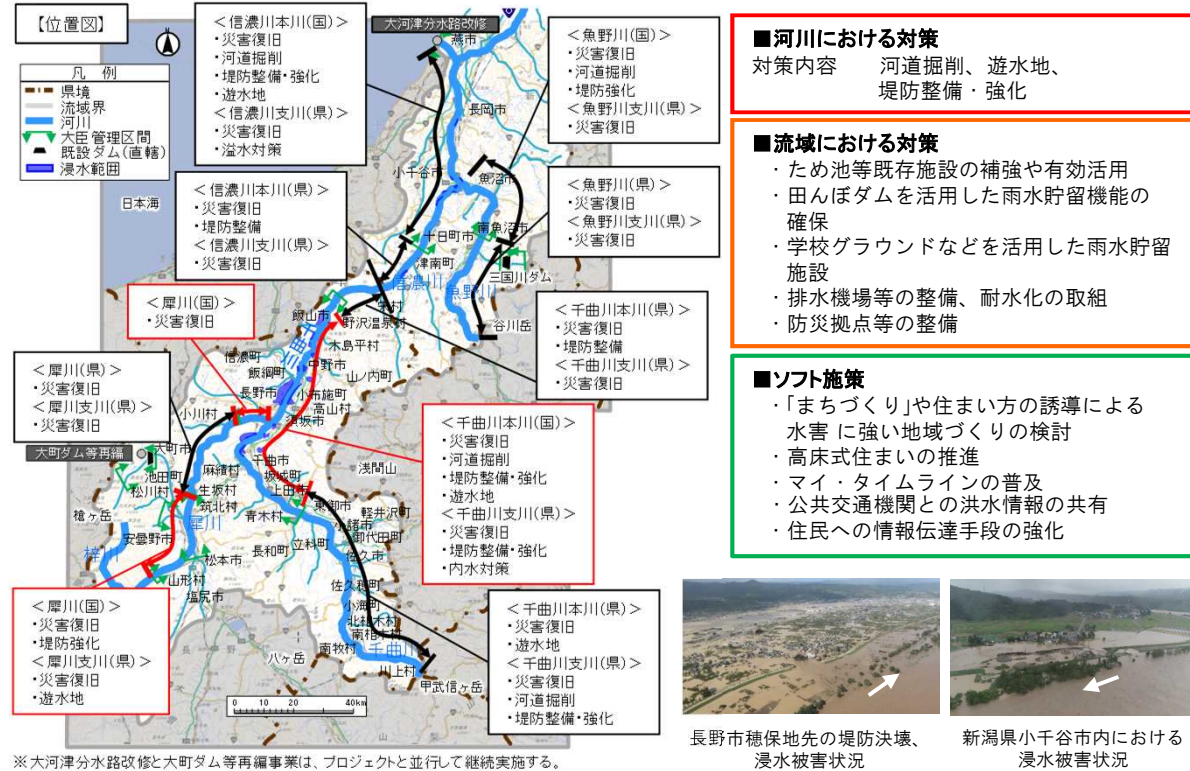 【位置図】
凡 例
県境
流域界
河川
大臣管理区間
既設ダム(直轄)
浸水範囲
日本海
＜信濃川本川(国)＞
・災害復旧
・河道掘削
・堤防整備・強化
・遊水地
＜信濃川支川(県)＞
・災害復旧
・溢水対策
大河津分水路改修
燕市
長岡市
小千谷市
魚沼市
十日町市
南魚沼市
津南町
信濃川
魚野川
三国川ダム
栄村
谷川岳
＜魚野川(国)＞
・災害復旧
・河道掘削
・堤防強化
＜魚野川支川(県)＞
・災害復旧
＜魚野川(県)＞
・災害復旧
＜魚野川支川(県)＞
・災害復旧
＜信濃川本川(県)＞
・災害復旧
・堤防整備
＜信濃川支川(県)＞
・災害復旧
＜犀川(国)＞
・災害復旧
＜千曲川本川(県)＞
・災害復旧
・堤防整備
＜千曲川支川(県)＞
・災害復旧
飯山市
野沢温泉村
千曲川
木島平村
信濃町
中野市
山ノ内町
飯綱町
長野市
小布施町
高山村
須坂市
小川村
＜犀川(県)＞
・災害復旧
＜犀川支川(県)＞
・災害復旧
大町ダム等再編
大町市
池田町
松川村
麻績村
生坂村
筑北村
千曲市
坂城町
上田市
青木村
東御市
浅間山
軽井沢町
小諸市
御代田町
槍ヶ岳
安曇野市
犀川
梓川
松本市
長和町
立科町
佐久市
山形村
塩尻市
佐久穂町
小海町
北相木村
南相木村
南牧村
千曲川
川上村
八ヶ岳
甲武信ヶ岳
＜千曲川本川(国)＞
・災害復旧
・河道掘削
・堤防整備・強化
・遊水地
＜千曲川支川(県)＞
・災害復旧
・堤防整備・強化
・内水対策
＜犀川(国)＞
・災害復旧
・堤防強化
＜犀川支川(県)＞
・災害復旧
・遊水地
＜千曲川本川(県)＞
・災害復旧
・遊水地
＜千曲川支川(県)＞
・災害復旧
・河道掘削
・堤防整備・強化
0 10 20 40km
※大河津分水路改修と大町ダム等再編事業は、プロジェクトと並行して継続実施する。
■河川における対策
対策内容 河道掘削、遊水地、
堤防整備・強化
■流域における対策
・ため池等既存施設の補強や有効活用
・田んぼダムを活用した雨水貯留機能の
確保
・学校グラウンドなどを活用した雨水貯留
施設
・排水機場等の整備、耐水化の取組
・防災拠点等の整備
■ソフト施策
・「まちづくり」や住まい方の誘導による
水害 に強い地域づくりの検討
・高床式住まいの推進
・マイ・タイムラインの普及
・公共交通機関との洪水情報の共有
・住民への情報伝達手段の強化
長野市穂保地先の堤防決壊、
浸水被害状況
新潟県小千谷市内における
浸水被害状況